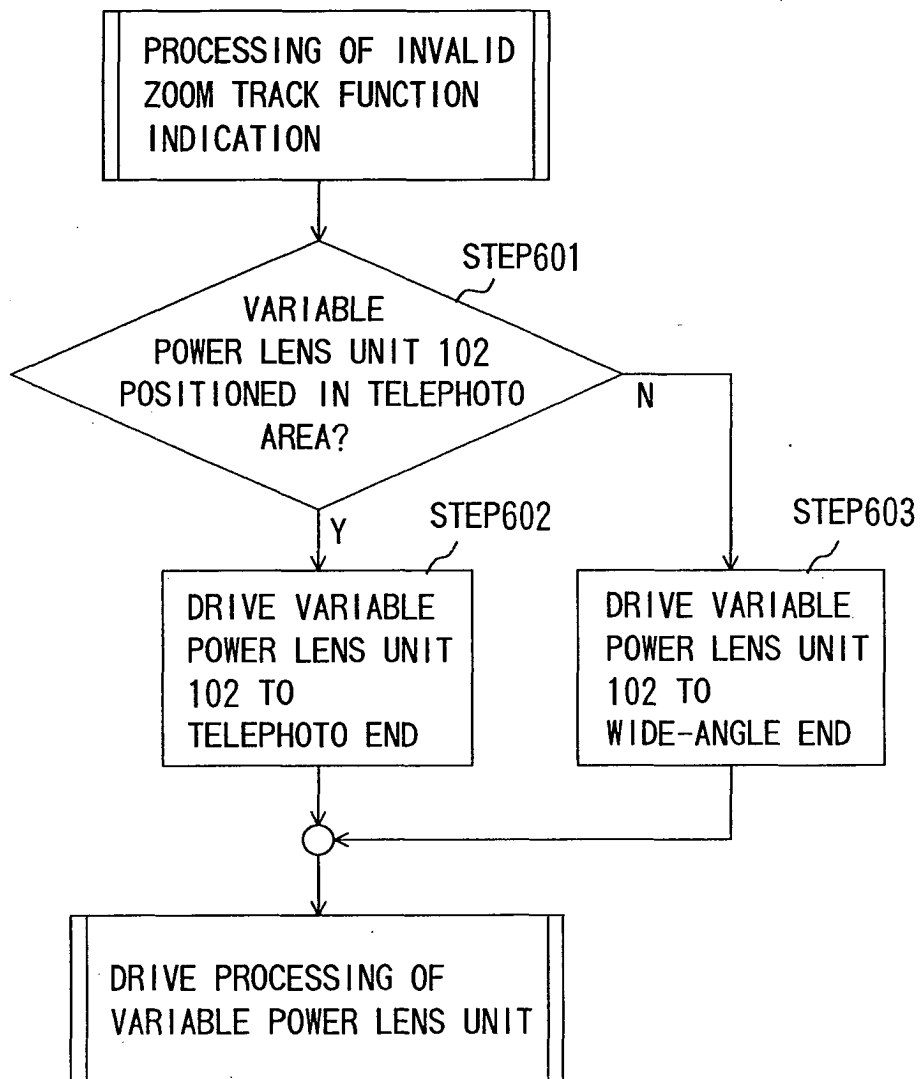 PROCESSING OF INVALID
ZOOM TRACK FUNCTION
INDICATION
STEP601
VARIABLE
POWER LENS UNIT 102
POSITIONED IN TELEPHOTO
AREA?
N
Y
STEP602
DRIVE VARIABLE
POWER LENS UNIT
102 TO
TELEPHOTO END
STEP603
DRIVE VARIABLE
POWER LENS UNIT
102 TO
WIDE-ANGLE END
DRIVE PROCESSING OF
VARIABLE POWER LENS UNIT